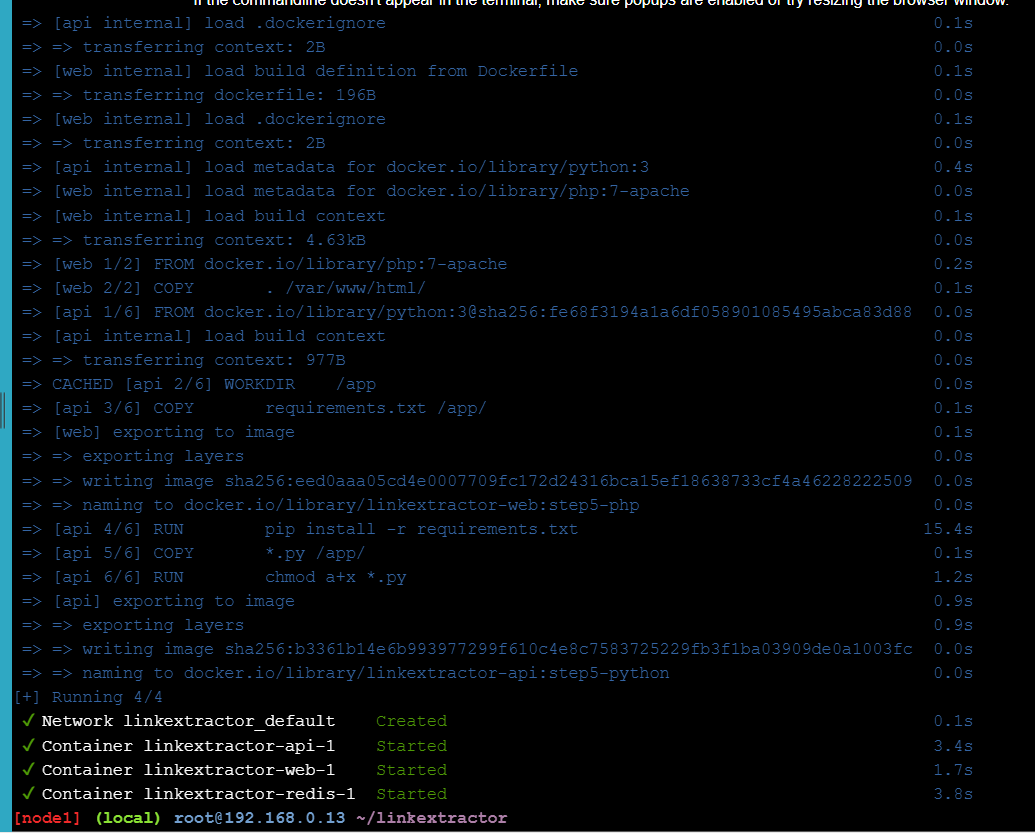 If the commandline doesn't appear in the terminal, make sure popups are enabled or try resizing the browser window.
=> [api internal] load .dockerignore 0.1s
=> => transferring context: 2B 0.0s
=> [web internal] load build definition from Dockerfile 0.1s
=> => transferring dockerfile: 196B 0.0s
=> [web internal] load .dockerignore 0.1s
=> => transferring context: 2B 0.0s
=> [api internal] load metadata for docker.io/library/python:3 0.4s
=> [web internal] load metadata for docker.io/library/php:7-apache 0.0s
=> [web internal] load build context 0.1s
=> => transferring context: 4.63kB 0.0s
=> [web 1/2] FROM docker.io/library/php:7-apache 0.2s
=> [web 2/2] COPY . /var/www/html/ 0.1s
=> [api 1/6] FROM docker.io/library/python:3@sha256:fe68f3194a1a6df058901085495abca83d88 0.0s
=> [api internal] load build context 0.0s
=> => transferring context: 977B 0.0s
=> CACHED [api 2/6] WORKDIR /app 0.0s
=> [api 3/6] COPY requirements.txt /app/ 0.1s
=> [web] exporting to image 0.1s
=> => exporting layers 0.0s
=> => writing image sha256:eed0aaa05cd4e0007709fc172d24316bca15ef18638733cf4a46228222509 0.0s
=> => naming to docker.io/library/linkextractor-web:step5-php 0.0s
=> [api 4/6] RUN pip install -r requirements.txt 15.4s
=> [api 5/6] COPY *.py /app/ 0.1s
=> [api 6/6] RUN chmod a+x *.py 1.2s
=> [api] exporting to image 0.9s
=> => exporting layers 0.9s
=> => writing image sha256:b3361b14e6b993977299f610c4e8c7583725229fb3f1ba03909de0a1003fc 0.0s
=> => naming to docker.io/library/linkextractor-api:step5-python 0.0s
[+] Running 4/4
✓ Network linkextractor_default Created 0.1s
✓ Container linkextractor-api-1 Started 3.4s
✓ Container linkextractor-web-1 Started 1.7s
✓ Container linkextractor-redis-1 Started 3.8s
[node1] (local) root@192.168.0.13 ~/linkextractor